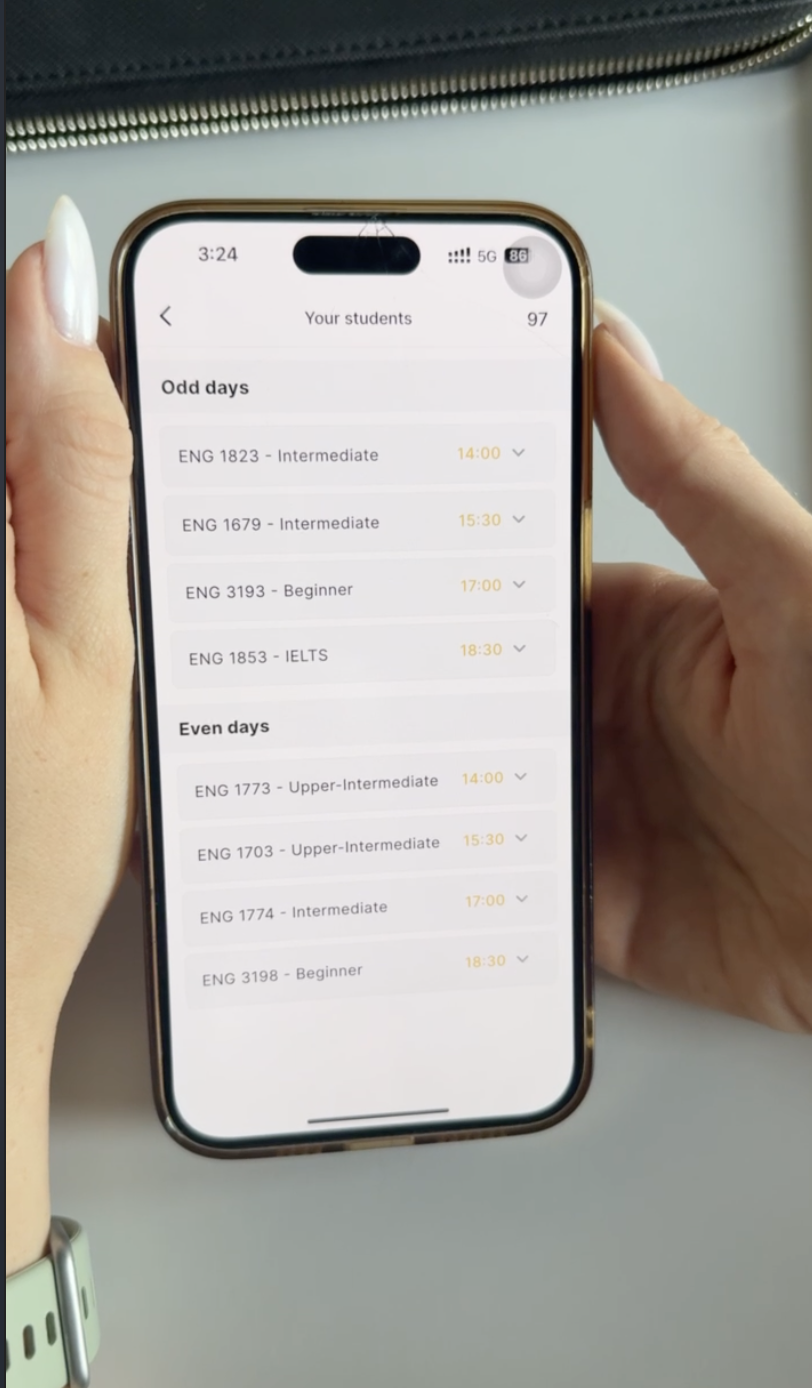 3:24 5G 86
Your students 97
Odd days
ENG 1823 - Intermediate 14:00
ENG 1679 - Intermediate 15:30
ENG 3193 - Beginner 17:00
ENG 1853 - IELTS 18:30
Even days
ENG 1773 - Upper-Intermediate 14:00
ENG 1703 - Upper-Intermediate 15:30
ENG 1774 - Intermediate 17:00
ENG 3198 - Beginner 18:30